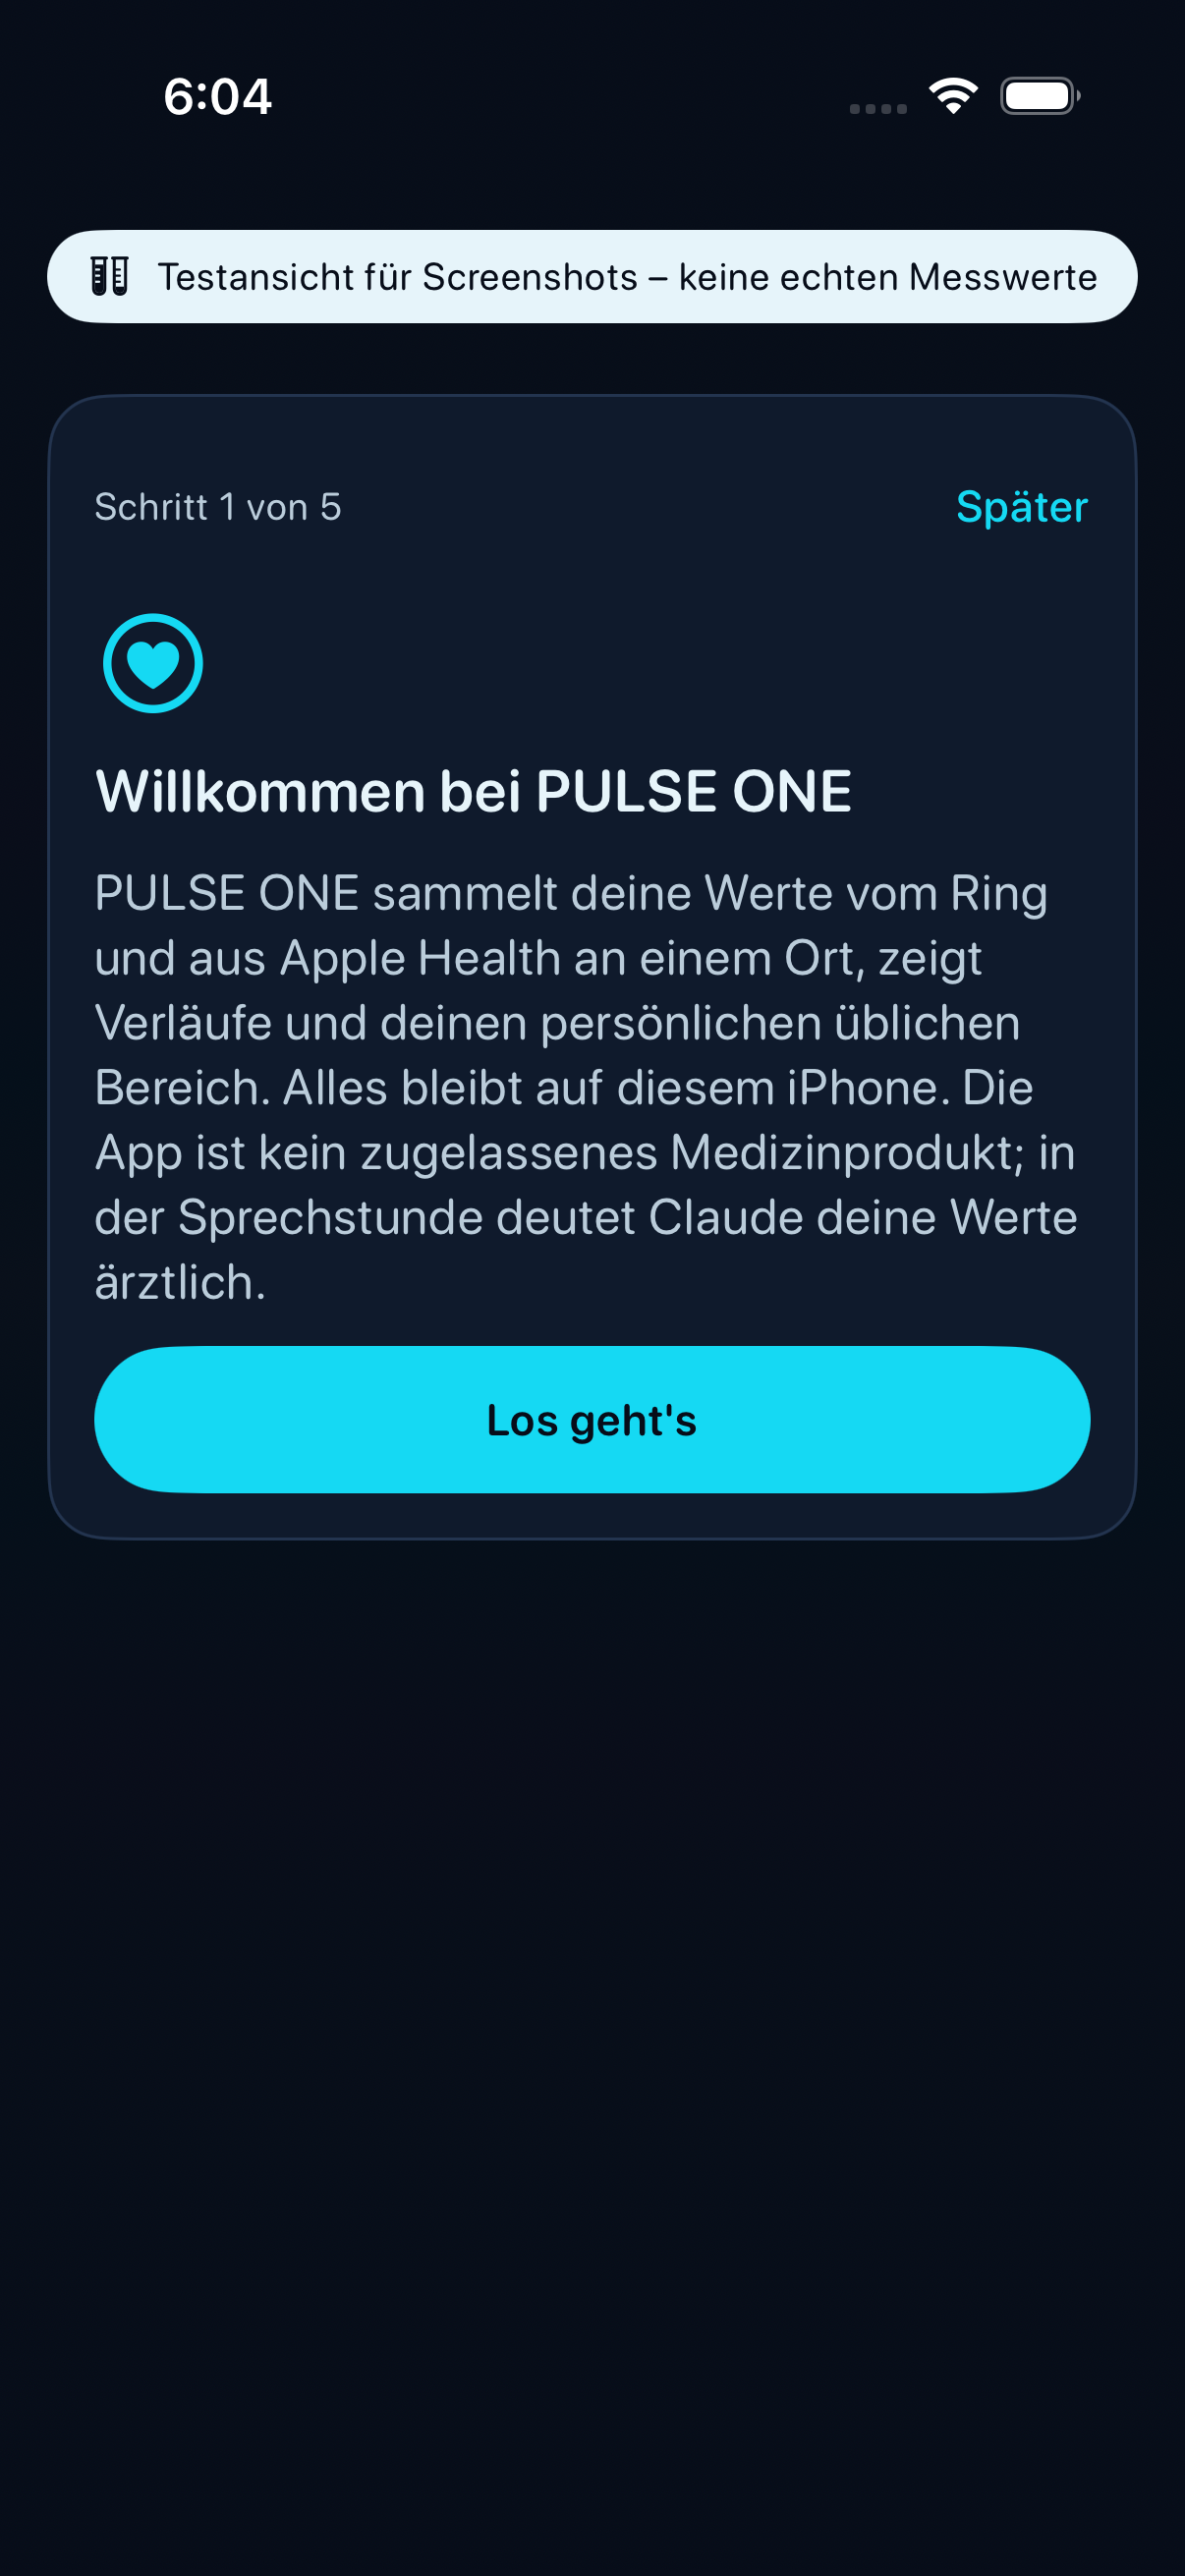 6:04
Testansicht für Screenshots – keine echten Messwerte
Schritt 1 von 5
Später
Willkommen bei PULSE ONE
PULSE ONE sammelt deine Werte vom Ring
und aus Apple Health an einem Ort, zeigt
Verläufe und deinen persönlichen üblichen
Bereich. Alles bleibt auf diesem iPhone. Die
App ist kein zugelassenes Medizinprodukt; in
der Sprechstunde deutet Claude deine Werte
ärztlich.
Los geht's